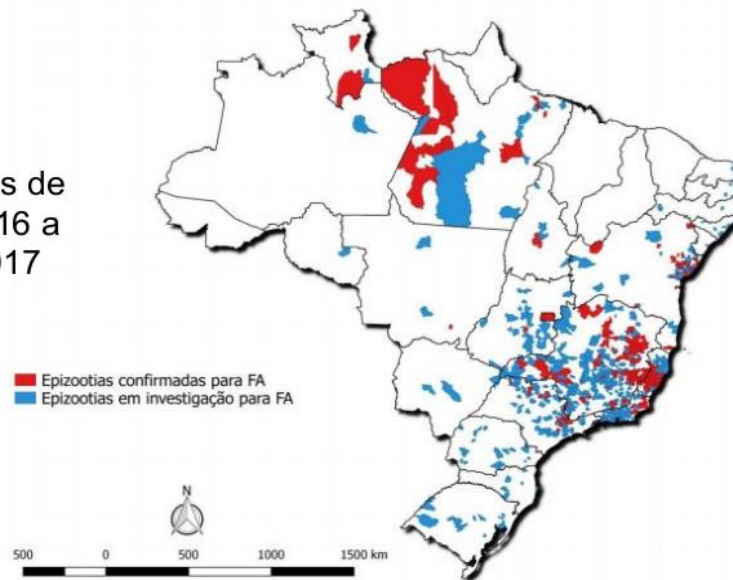 s de
16 a
017
Epizootias confirmadas para FA
Epizootias em investigação para FA
N
500 0 500 1000 1500 km